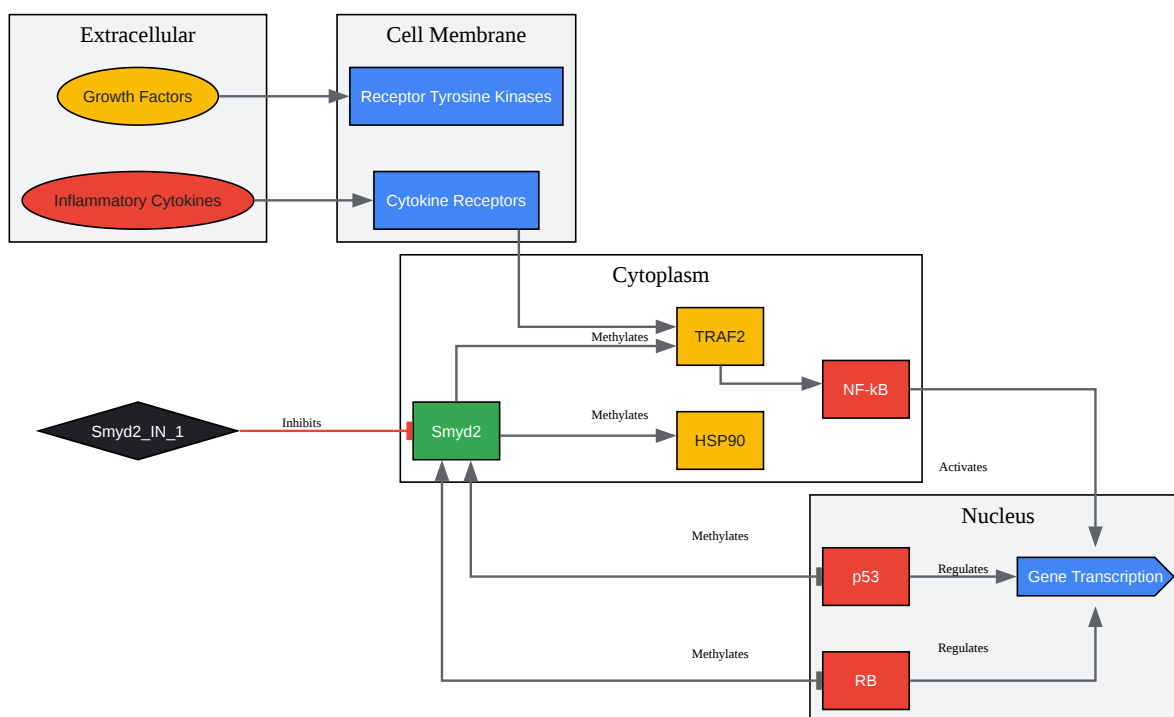 Extracellular
Cell Membrane
Growth Factors
Receptor Tyrosine Kinases
Inflammatory Cytokines
Cytokine Receptors
Cytoplasm
Methylates
TRAF2
NF-kB
Smyd2_IN_1
Inhibits
Smyd2
Methylates
HSP90
Activates
Nucleus
Methylates
p53
Regulates
Gene Transcription
Methylates
RB
Regulates